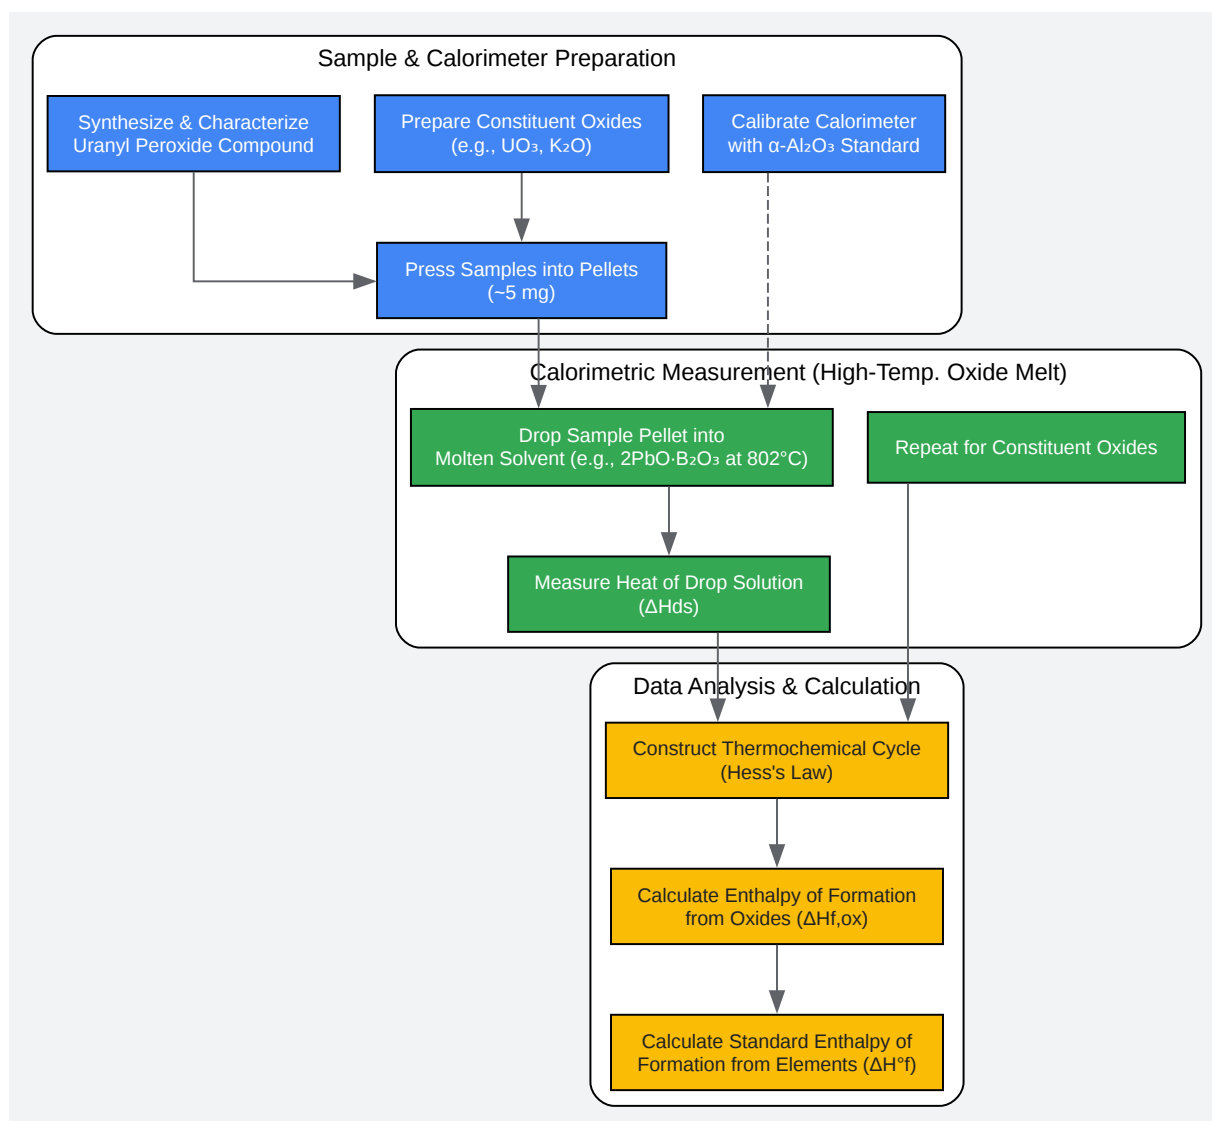 Sample & Calorimeter Preparation
Synthesize & Characterize
Uranyl Peroxide Compound
Prepare Constituent Oxides
(e.g., UO₃, K₂O)
Calibrate Calorimeter
with α-Al₂O₃ Standard
Press Samples into Pellets
(~5 mg)
Calorimetric Measurement (High-Temp. Oxide Melt)
Drop Sample Pellet into
Molten Solvent (e.g., 2PbO·B₂O₃ at 802°C)
Repeat for Constituent Oxides
Measure Heat of Drop Solution
(ΔHds)
Data Analysis & Calculation
Construct Thermochemical Cycle
(Hess's Law)
Calculate Enthalpy of Formation
from Oxides (ΔHf,ox)
Calculate Standard Enthalpy of
Formation from Elements (ΔH°f)